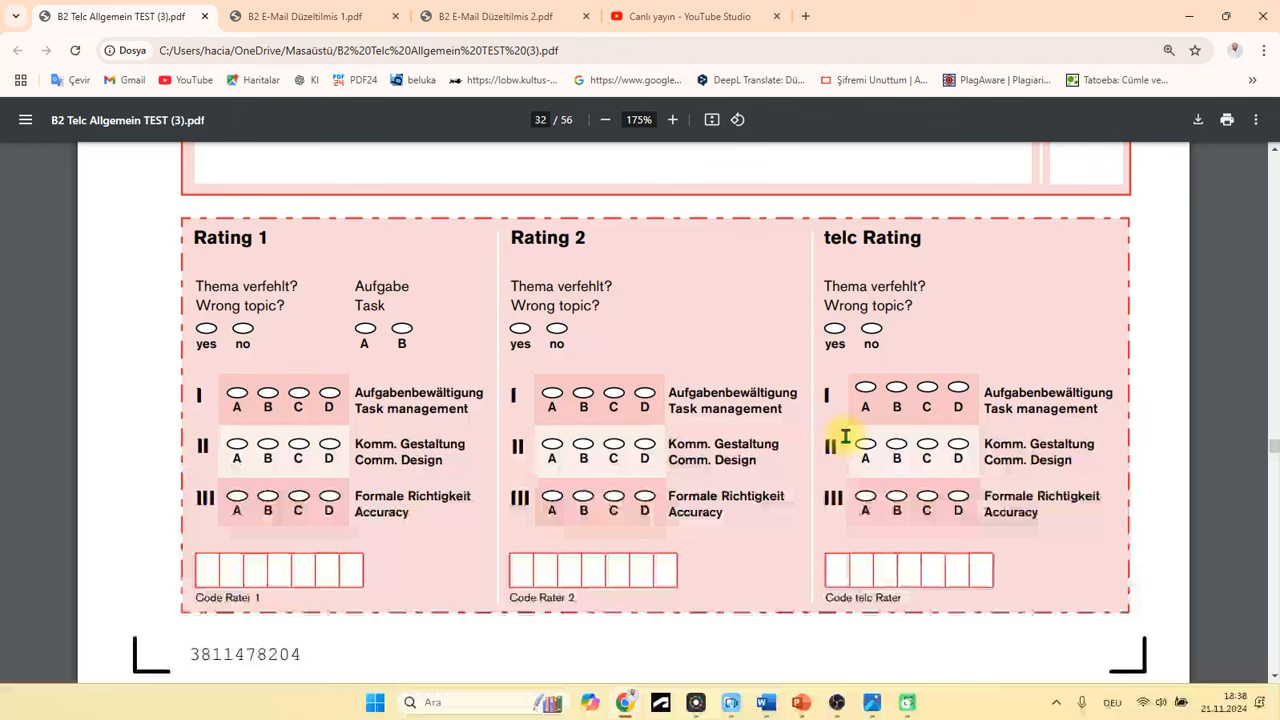 B2 Telc Allgemein TEST (3).pdf
B2 E-Mail Düzeltilmis 1.pdf
B2 E-Mail Düzeltilmis 2.pdf
Canlı yayın - YouTube Studio
Dosya
C:/Users/hacia/OneDrive/Masaüstü/B2%20Telc%20Allgemein%20TEST%20(3).pdf
Çevir
Gmail
YouTube
Haritalar
KI
PDF24
beluka
https://lobw.kultus-...
https://www.google...
DeepL Translate: Dü...
Şifremi Unuttum | A...
PlagAware | Plagiari...
Tatoeba: Cümle ve...
B2 Telc Allgemein TEST (3).pdf
32 / 56
175%
Rating 1
Thema verfehlt?
Wrong topic?
yes no
Aufgabe
Task
A B
I
A B C D
Aufgabenbewältigung
Task management
II
A B C D
Komm. Gestaltung
Comm. Design
III
A B C D
Formale Richtigkeit
Accuracy
Code Rater 1
Rating 2
Thema verfehlt?
Wrong topic?
yes no
I
A B C D
Aufgabenbewältigung
Task management
II
A B C D
Komm. Gestaltung
Comm. Design
III
A B C D
Formale Richtigkeit
Accuracy
Code Rater 2
telc Rating
Thema verfehlt?
Wrong topic?
yes no
I
A B C D
Aufgabenbewältigung
Task management
II
A B C D
Komm. Gestaltung
Comm. Design
III
A B C D
Formale Richtigkeit
Accuracy
Code telc Rater
3811478204
Ara
DEU
18:38
21.11.2024